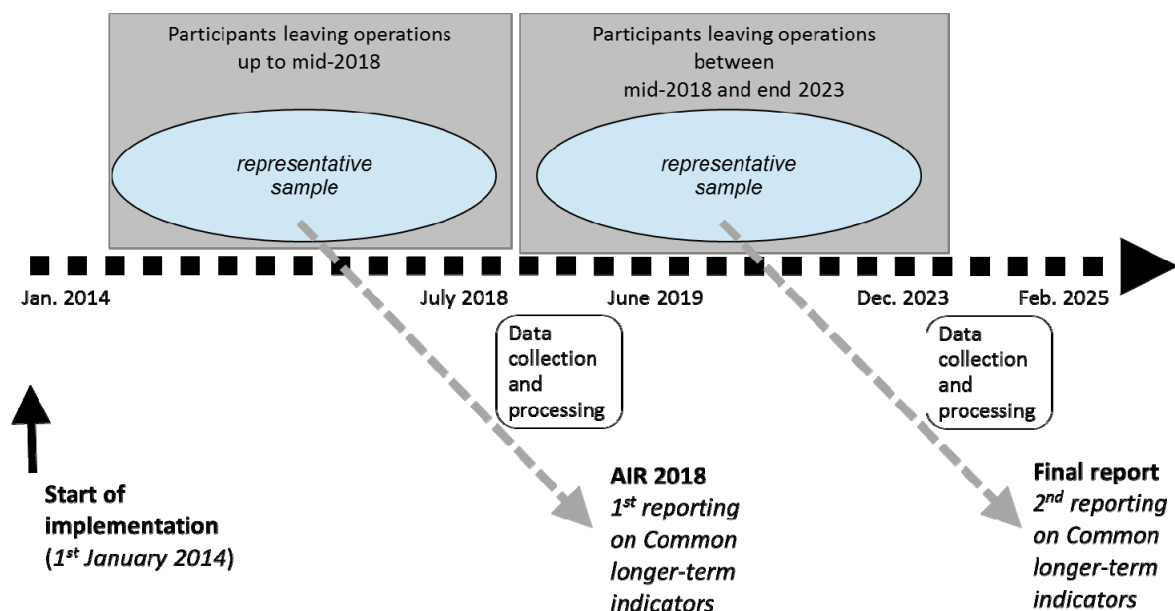 Participants leaving operations
up to mid-2018
representative
sample
Participants leaving operations
between
mid-2018 and end 2023
representative
sample
Jan. 2014
July 2018
June 2019
Dec. 2023
Feb. 2025
Data
collection
and
processing
Data
collection
and
processing
Start of
implementation
(1st January 2014)
AIR 2018
1st reporting
on Common
longer-term
indicators
Final report
2nd reporting
on Common
longer-term
indicators